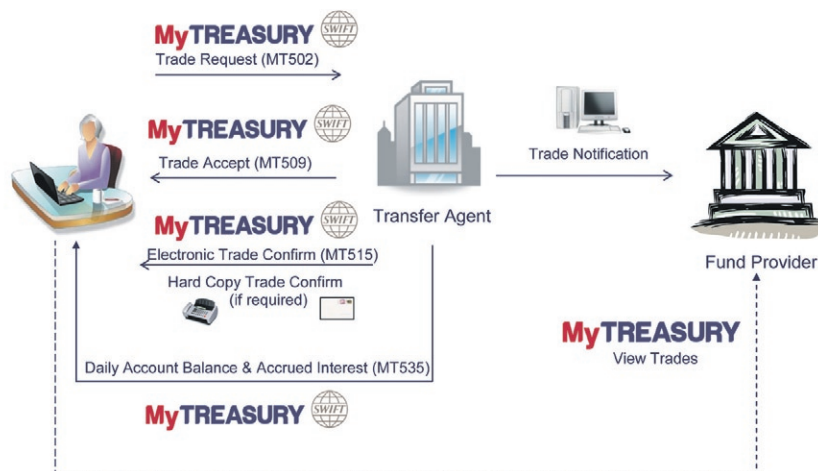 MyTREASURY SWIFT
Trade Request (MT502)
MyTREASURY SWIFT
Trade Accept (MT509)
Trade Notification
Transfer Agent
MyTREASURY SWIFT
Electronic Trade Confirm (MT515)
Hard Copy Trade Confirm
(if required)
Fund Provider
MyTREASURY
View Trades
Daily Account Balance & Accrued Interest (MT535)
MyTREASURY SWIFT